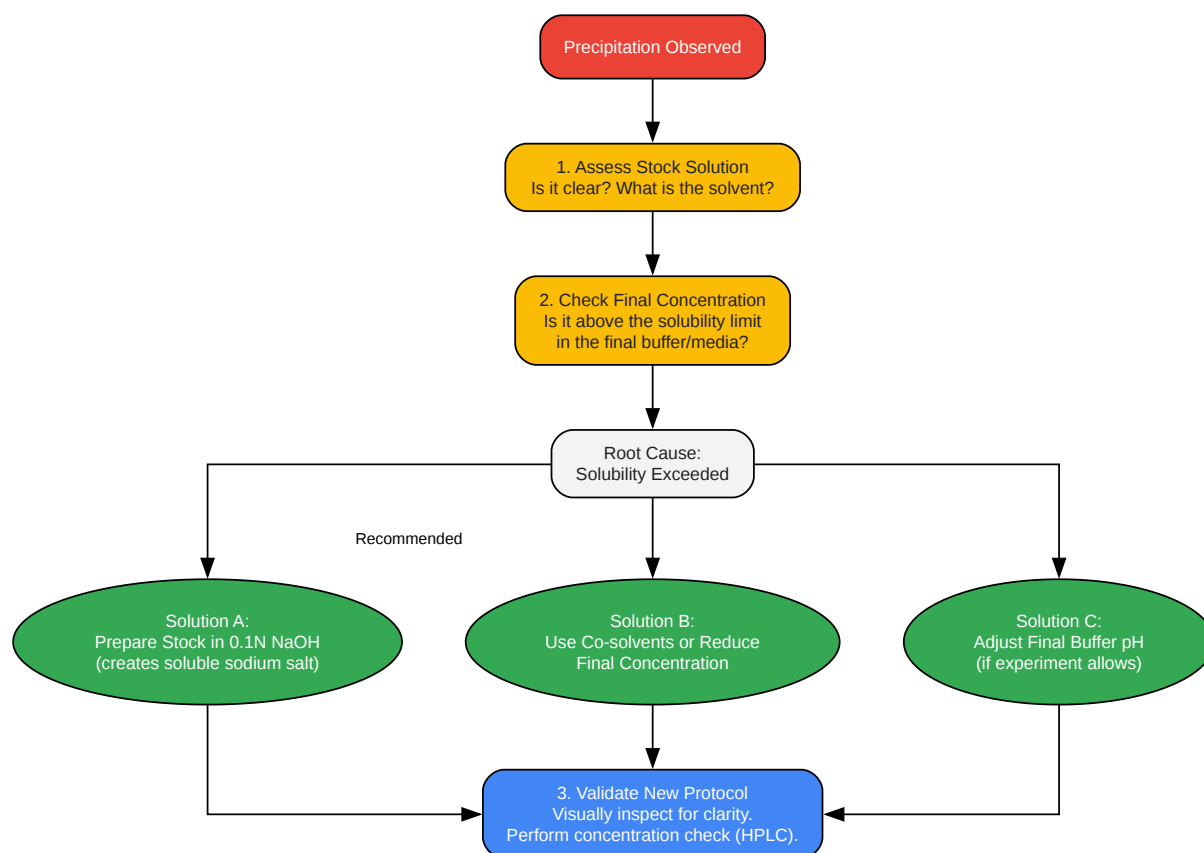 Precipitation Observed
1. Assess Stock Solution
Is it clear? What is the solvent?
2. Check Final Concentration
Is it above the solubility limit
in the final buffer/media?
Root Cause:
Solubility Exceeded
Recommended
Solution A:
Prepare Stock in 0.1N NaOH
(creates soluble sodium salt)
Solution B:
Use Co-solvents or Reduce
Final Concentration
Solution C:
Adjust Final Buffer pH
(if experiment allows)
3. Validate New Protocol
Visually inspect for clarity.
Perform concentration check (HPLC).